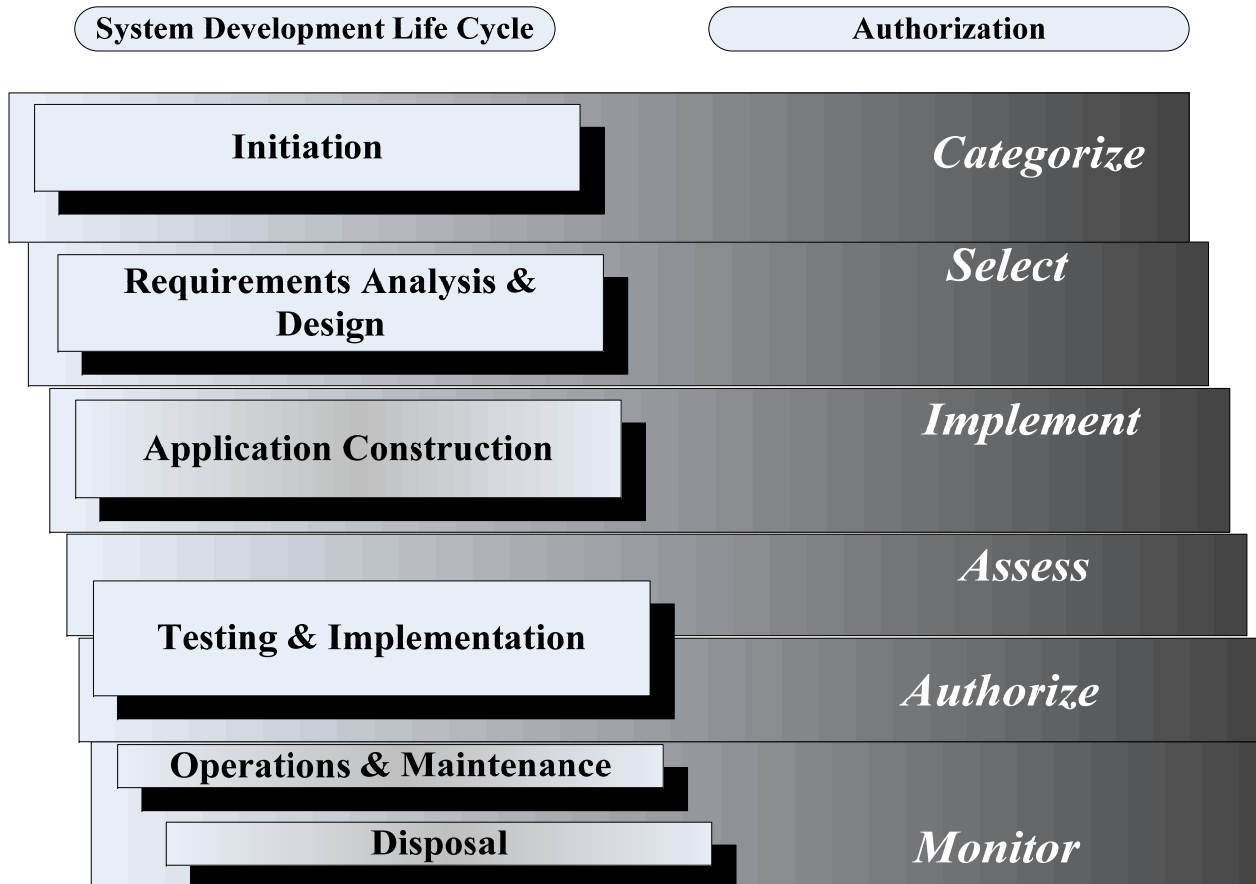 System Development Life Cycle
Authorization
Initiation
Categorize
Requirements Analysis &
Design
Select
Application Construction
Implement
Assess
Testing & Implementation
Authorize
Operations & Maintenance
Disposal
Monitor